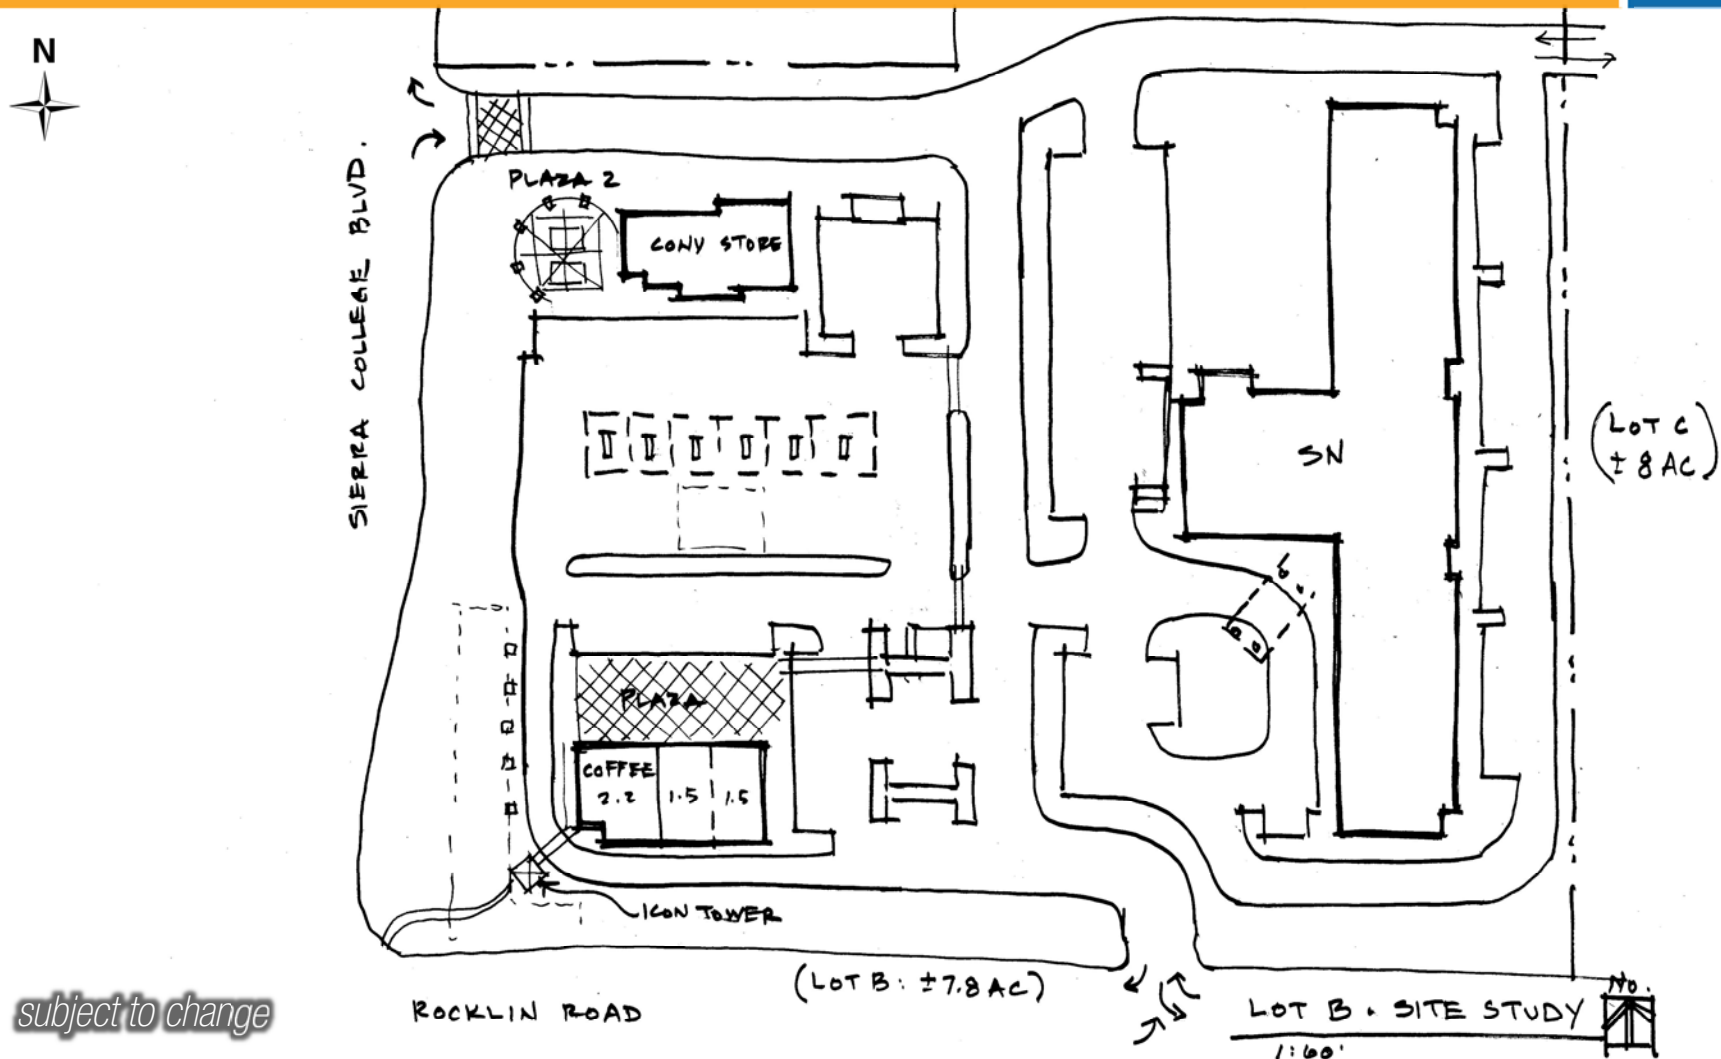 N
SIERRA COLLEGE BLVD.
PLAZA 2
CONV STORE
SN
(LOT C
± 8 AC)
PLAZA
COFFEE
2.2
1.5
1.5
ICON TOWER
(LOT B: ±7.8 AC)
ROCKLIN ROAD
No.
LOT B . SITE STUDY
1:60'
subject to change